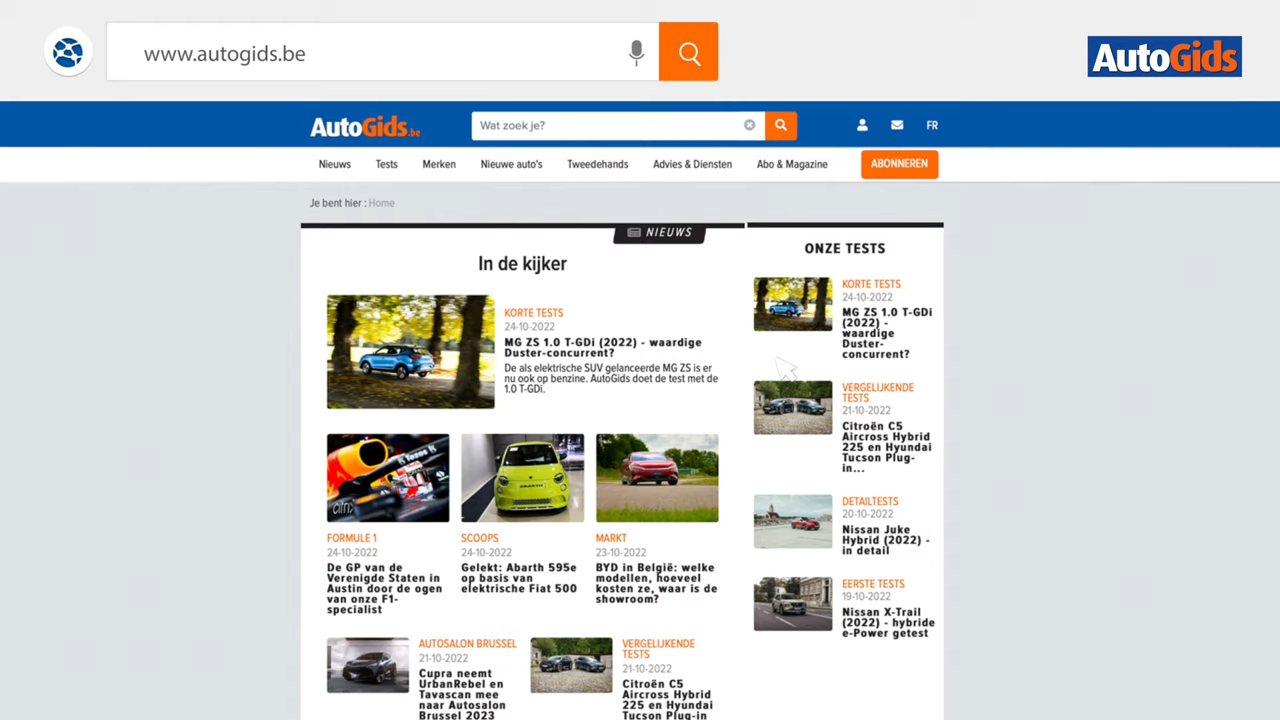 www.autogids.be
AutoGids
AutoGids.be
Wat zoek je?
FR
Nieuws
Tests
Merken
Nieuwe auto's
Tweedehands
Advies & Diensten
Abo & Magazine
ABONNEREN
Je bent hier : Home
NIEUWS
In de kijker
KORTE TESTS
24-10-2022
MG ZS 1.0 T-GDi (2022) - waardige
Duster-concurrent?
De als elektrische SUV gelanceerde MG ZS is er
nu ook op benzine. AutoGids doet de test met de
1.0 T-GDi.
citrix
FORMULE 1
24-10-2022
De GP van de
Verenigde Staten in
Austin door de ogen
van onze F1-
specialist
ABARTH
SCOOPS
24-10-2022
Gelekt: Abarth 595e
op basis van
elektrische Fiat 500
MARKT
23-10-2022
BYD in België: welke
modellen, hoeveel
kosten ze, waar is de
showroom?
AUTOSALON BRUSSEL
21-10-2022
Cupra neemt
UrbanRebel en
Tavascan mee
naar Autosalon
Brussel 2023
VERGELIJKENDE
TESTS
21-10-2022
Citroën C5
Aircross Hybrid
225 en Hyundai
Tucson Plug-in
ONZE TESTS
KORTE TESTS
24-10-2022
MG ZS 1.0 T-GDi
(2022) -
waardige
Duster-
concurrent?
VERGELIJKENDE
TESTS
21-10-2022
Citroën C5
Aircross Hybrid
225 en Hyundai
Tucson Plug-
in...
DETAILTESTS
20-10-2022
Nissan Juke
Hybrid (2022) -
in detail
EERSTE TESTS
19-10-2022
Nissan X-Trail
(2022) - hybride
e-Power getest